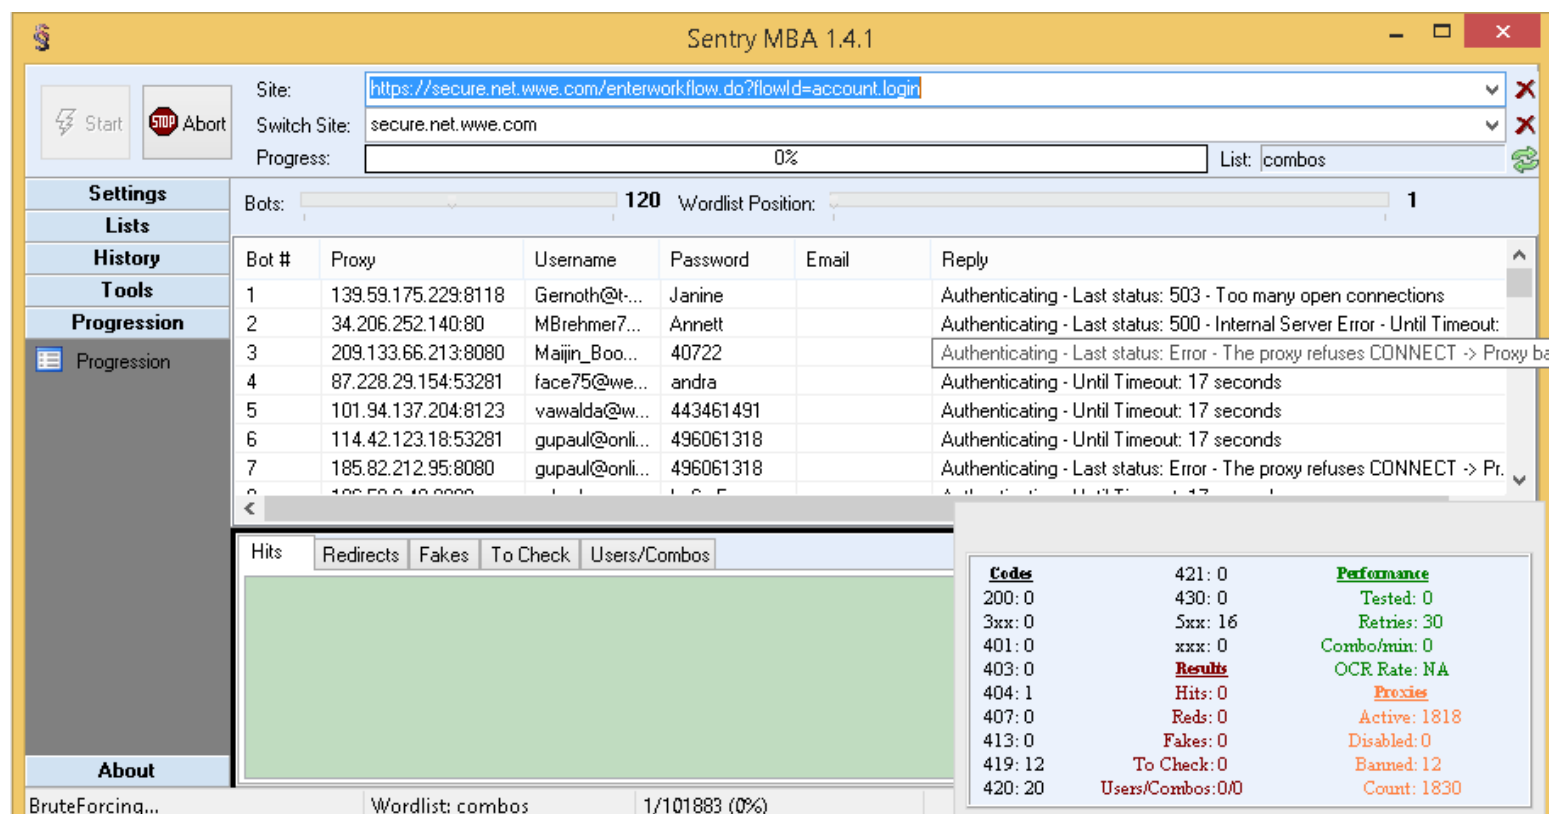 Sentry MBA 1.4.1
Start
Abort
Site: https://secure.net.wwe.com/enterworkflow.do?flowId=account.login
Switch Site: secure.net.wwe.com
Progress: 0% List: combos
Settings
Lists
History
Tools
Progression
Progression
About
Bots: 120 Wordlist Position: 1
Bot # Proxy Username Password Email Reply
1 139.59.175.229:8118 Gernoth@t-... Janine Authenticating - Last status: 503 - Too many open connections
2 34.206.252.140:80 MBrehmer7... Annett Authenticating - Last status: 500 - Internal Server Error - Until Timeout:
3 209.133.66.213:8080 Maijin_Boo... 40722 Authenticating - Last status: Error - The proxy refuses CONNECT -> Proxy ba
4 87.228.29.154:53281 face75@we... andra Authenticating - Until Timeout: 17 seconds
5 101.94.137.204:8123 vawalda@w... 443461491 Authenticating - Until Timeout: 17 seconds
6 114.42.123.18:53281 gupaul@onli... 496061318 Authenticating - Until Timeout: 17 seconds
7 185.82.212.95:8080 gupaul@onli... 496061318 Authenticating - Last status: Error - The proxy refuses CONNECT -> Pr.
Hits Redirects Fakes To Check Users/Combos
Codes 421: 0 Performance
200: 0 430: 0 Tested: 0
3xx: 0 5xx: 16 Retries: 30
401: 0 xxx: 0 Combo/min: 0
403: 0 Results OCR Rate: NA
404: 1 Hits: 0 Proxies
407: 0 Reds: 0 Active: 1818
413: 0 Fakes: 0 Disabled: 0
419: 12 To Check: 0 Banned: 12
420: 20 Users/Combos: 0/0 Count: 1830
BruteForcing... Wordlist: combos 1/101883 (0%)